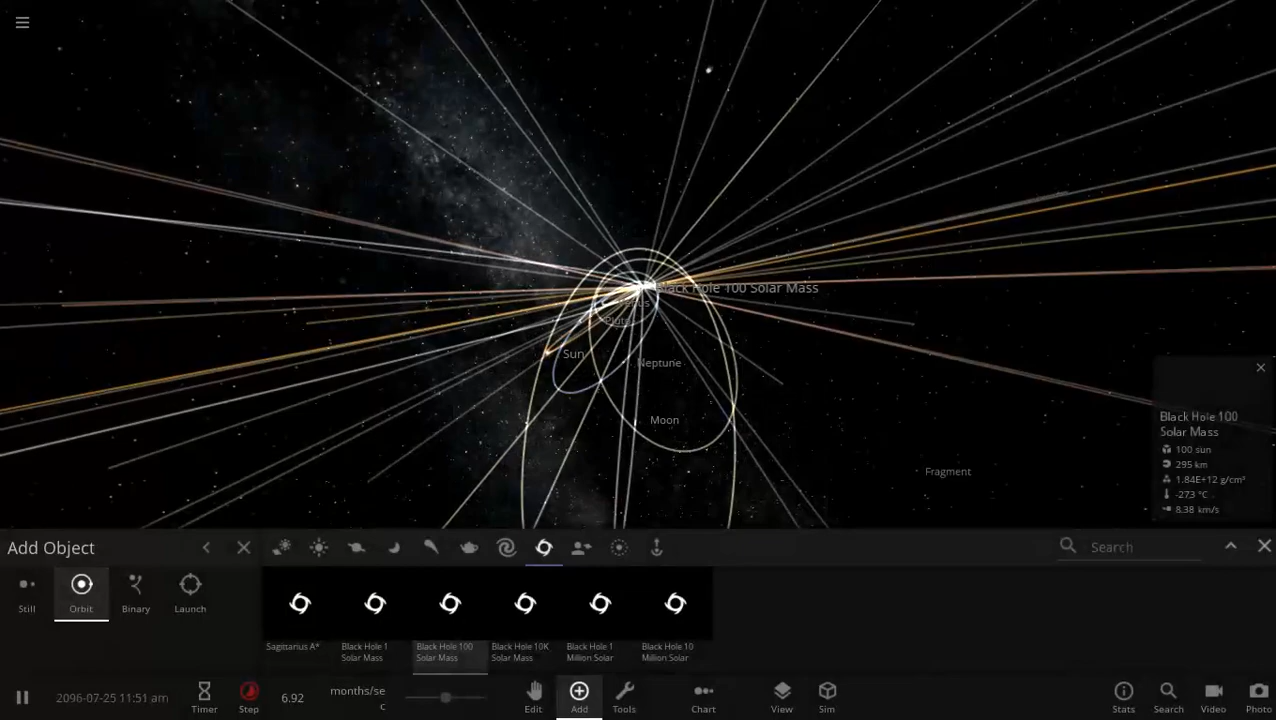 Black Hole 100 Solar Mass
Pluto
Sun
Neptune
Moon
Fragment
Black Hole 100
Solar Mass
100 sun
295 km
1.84E+12 g/cm³
-273 °C
8.38 km/s
Add Object
Search
Still
Orbit
Binary
Launch
Sagittarius A*
Black Hole 1
Solar Mass
Black Hole 100
Solar Mass
Black Hole 10K
Solar Mass
Black Hole 1
Million Solar
Black Hole 10
Million Solar
2096-07-25 11:51 am
Timer
Step
6.92
months/se
c
Edit
Add
Tools
Chart
View
Sim
Stats
Search
Video
Photo